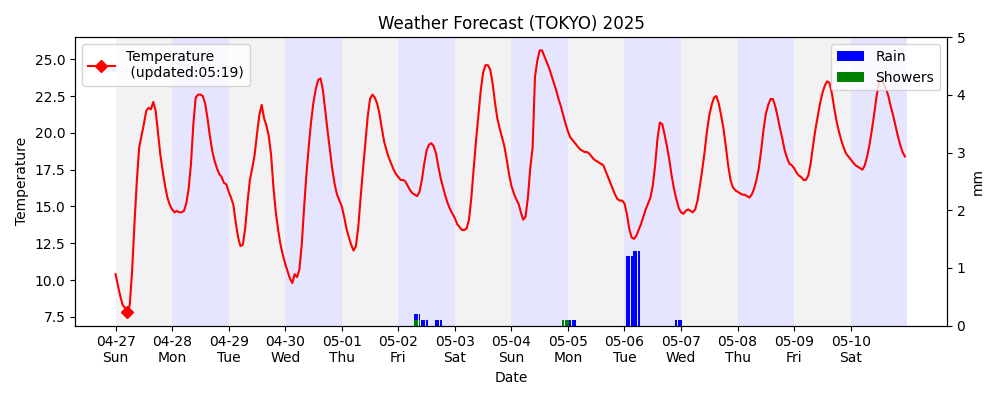 Weather Forecast (TOKYO) 2025
Temperature
(updated:05:19)
Rain
Showers
Temperature
25.0
22.5
20.0
17.5
15.0
12.5
10.0
7.5
5
4
3
2
1
0
mm
04-27 04-28 04-29 04-30 05-01 05-02 05-03 05-04 05-05 05-06 05-07 05-08 05-09 05-10
Sun Mon Tue Wed Thu Fri Sat Sun Mon Tue Wed Thu Fri Sat
Date